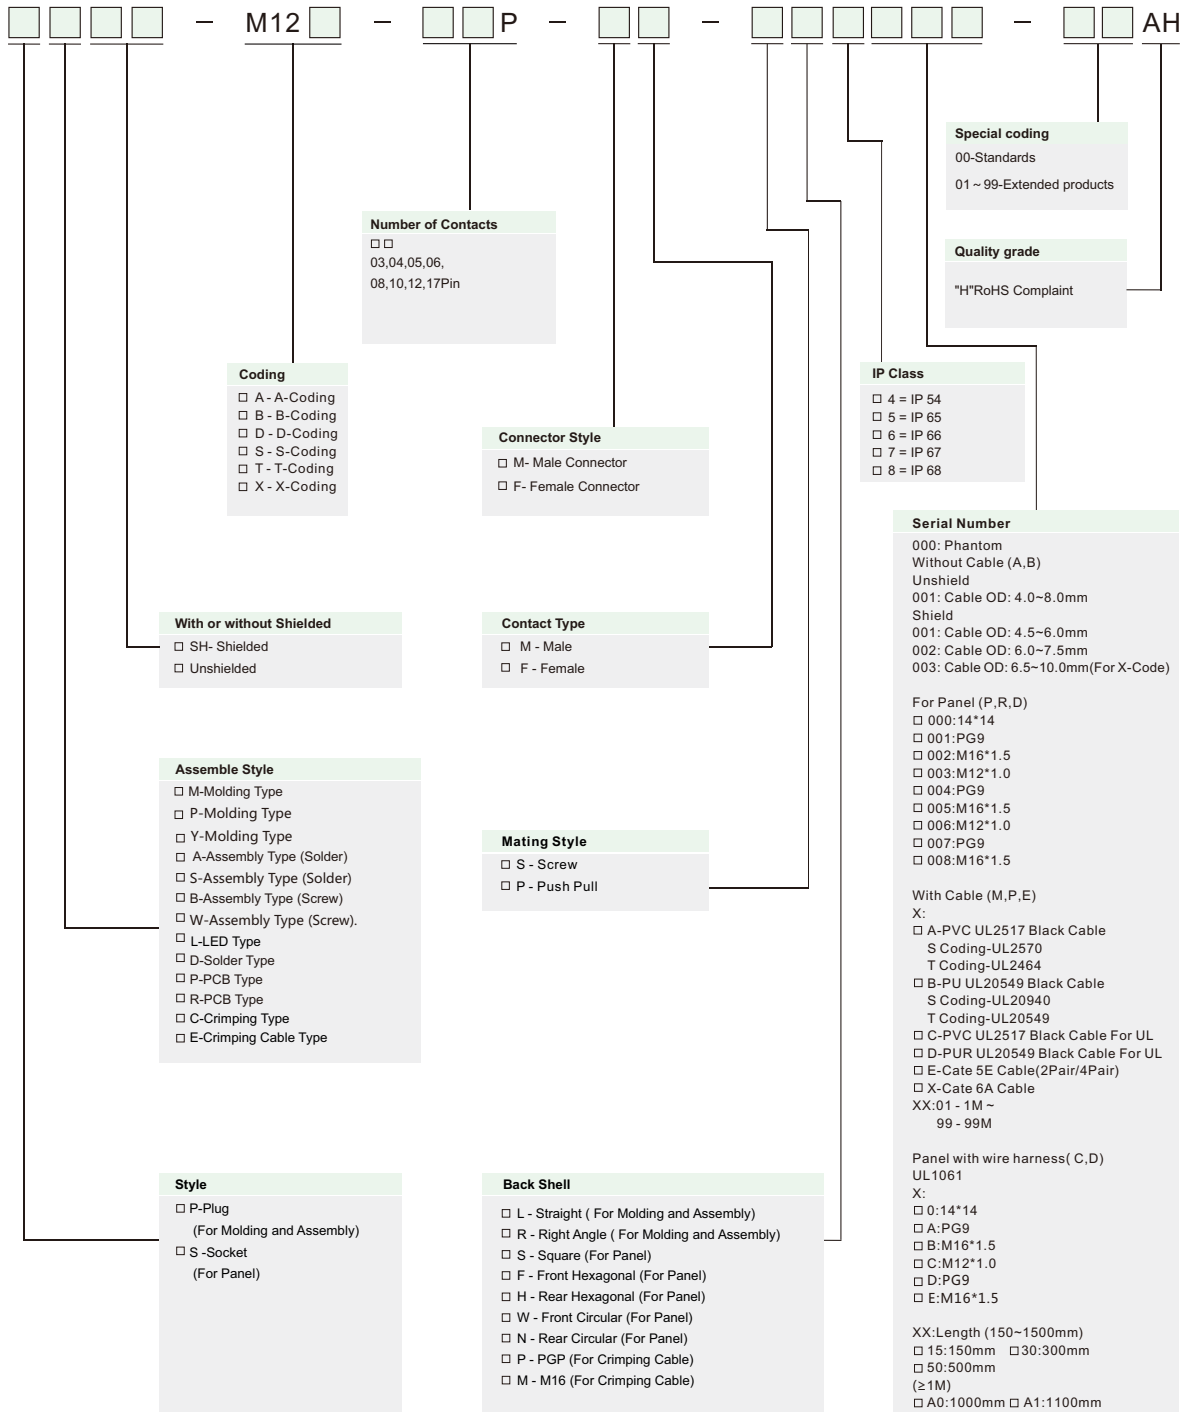 M12 P AH
Special coding
00-Standards
01~99-Extended products
Number of Contacts
03,04,05,06,
08,10,12,17Pin
Quality grade
"H"RoHS Complaint
Coding
A - A-Coding
B - B-Coding
D - D-Coding
S - S-Coding
T - T-Coding
X - X-Coding
IP Class
4 = IP 54
5 = IP 65
6 = IP 66
7 = IP 67
8 = IP 68
Connector Style
M- Male Connector
F- Female Connector
Serial Number
000: Phantom
Without Cable (A,B)
Unshield
001: Cable OD: 4.0~8.0mm
Shield
001: Cable OD: 4.5~6.0mm
002: Cable OD: 6.0~7.5mm
003: Cable OD: 6.5~10.0mm(For X-Code)
For Panel (P,R,D)
000:14*14
001:PG9
002:M16*1.5
003:M12*1.0
004:PG9
005:M16*1.5
006:M12*1.0
007:PG9
008:M16*1.5
With Cable (M,P,E)
X:
A-PVC UL2517 Black Cable
S Coding-UL2570
T Coding-UL2464
B-PU UL20549 Black Cable
S Coding-UL20940
T Coding-UL20549
C-PVC UL2517 Black Cable For UL
D-PUR UL20549 Black Cable For UL
E-Cate 5E Cable(2Pair/4Pair)
X-Cate 6A Cable
XX:01 - 1M ~
99 - 99M
Panel with wire harness( C,D)
UL1061
X:
0:14*14
A:PG9
B:M16*1.5
C:M12*1.0
D:PG9
E:M16*1.5
XX:Length (150~1500mm)
15:150mm 30:300mm
50:500mm
(≥1M)
A0:1000mm A1:1100mm
With or without Shielded
SH- Shielded
Unshielded
Contact Type
M - Male
F - Female
Assemble Style
M-Molding Type
P-Molding Type
Y-Molding Type
A-Assembly Type (Solder)
S-Assembly Type (Solder)
B-Assembly Type (Screw)
W-Assembly Type (Screw).
L-LED Type
D-Solder Type
P-PCB Type
R-PCB Type
C-Crimping Type
E-Crimping Cable Type
Mating Style
S - Screw
P - Push Pull
Style
P-Plug
(For Molding and Assembly)
S -Socket
(For Panel)
Back Shell
L - Straight ( For Molding and Assembly)
R - Right Angle ( For Molding and Assembly)
S - Square (For Panel)
F - Front Hexagonal (For Panel)
H - Rear Hexagonal (For Panel)
W - Front Circular (For Panel)
N - Rear Circular (For Panel)
P - PGP (For Crimping Cable)
M - M16 (For Crimping Cable)